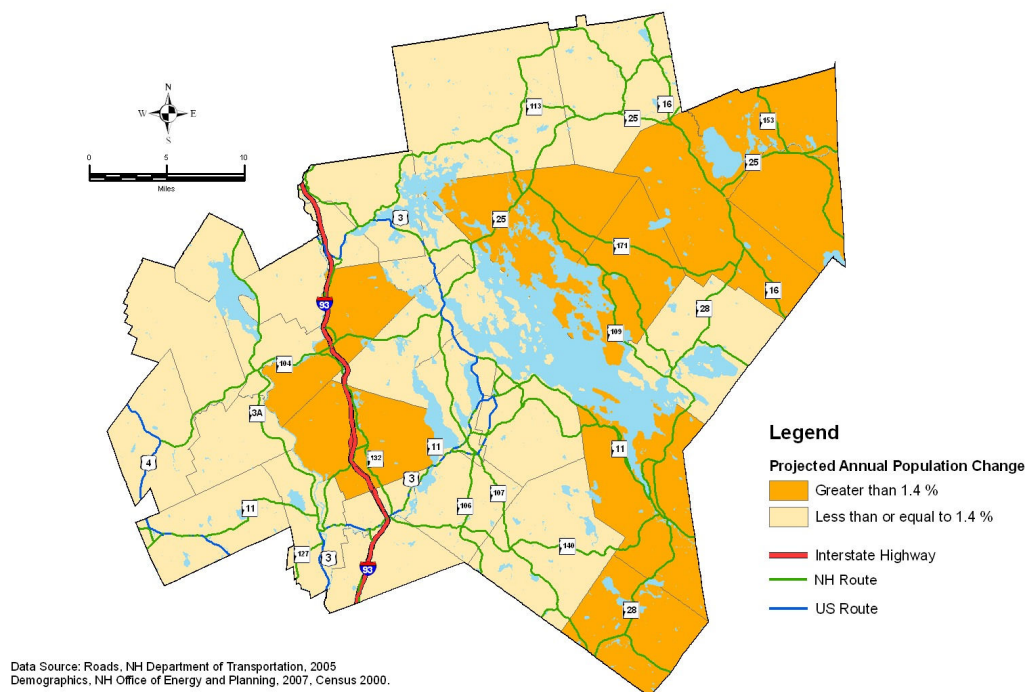 N
W E
S
0 5 10
Miles
113
16
25
153
25
3
25
171
16
93
28
109
104
3A
11
11
132
4
3
11
106
107
140
127
3
93
28
Legend
Projected Annual Population Change
Greater than 1.4 %
Less than or equal to 1.4 %
Interstate Highway
NH Route
US Route
Data Source: Roads, NH Department of Transportation, 2005
Demographics, NH Office of Energy and Planning, 2007, Census 2000.